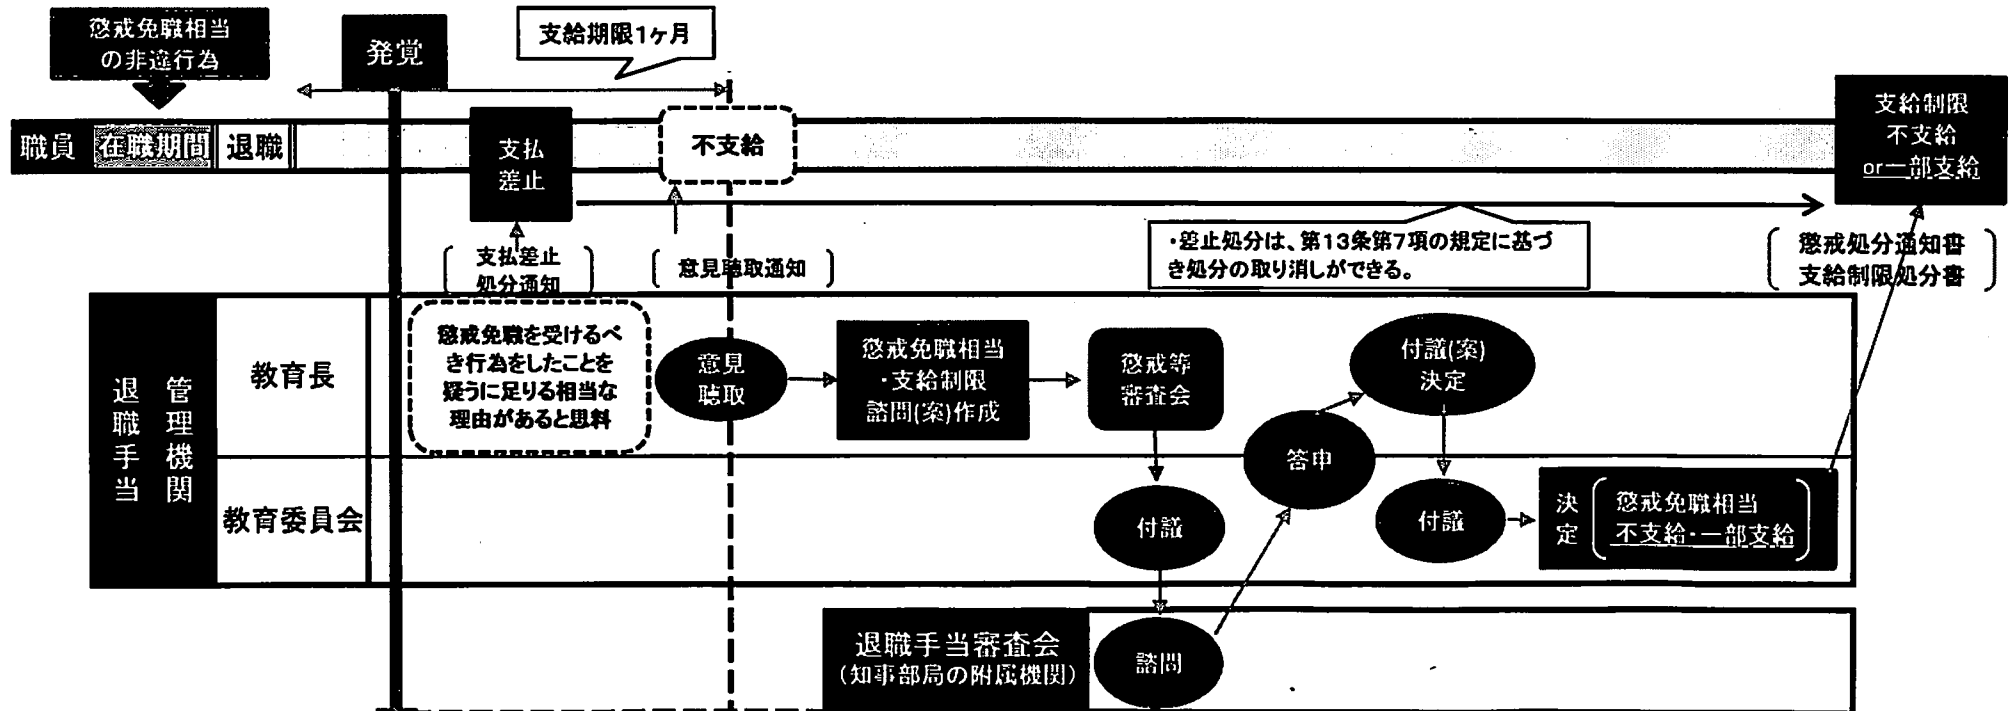 懲戒免職相当
の非違行為
発覚
支給期限1ヶ月
職員
在職期間
退職
支払
差止
不支給
支給制限
不支給
or一部支給
支払差止
処分通知
意見聴取通知
・差止処分は、第13条第7項の規定に基づ
き処分の取り消しができる。
懲戒処分通知書
支給制限処分書
退職手当
管理機関
教育長
懲戒免職を受けるべ
き行為をしたことを
疑うに足りる相当な
理由があると思料
意見
聴取
懲戒免職相当
・支給制限
諮問(案)作成
懲戒等
審査会
付議(案)
決定
答申
教育委員会
付議
付議
決定
懲戒免職相当
不支給・一部支給
退職手当審査会
(知事部局の附属機関)
諮問